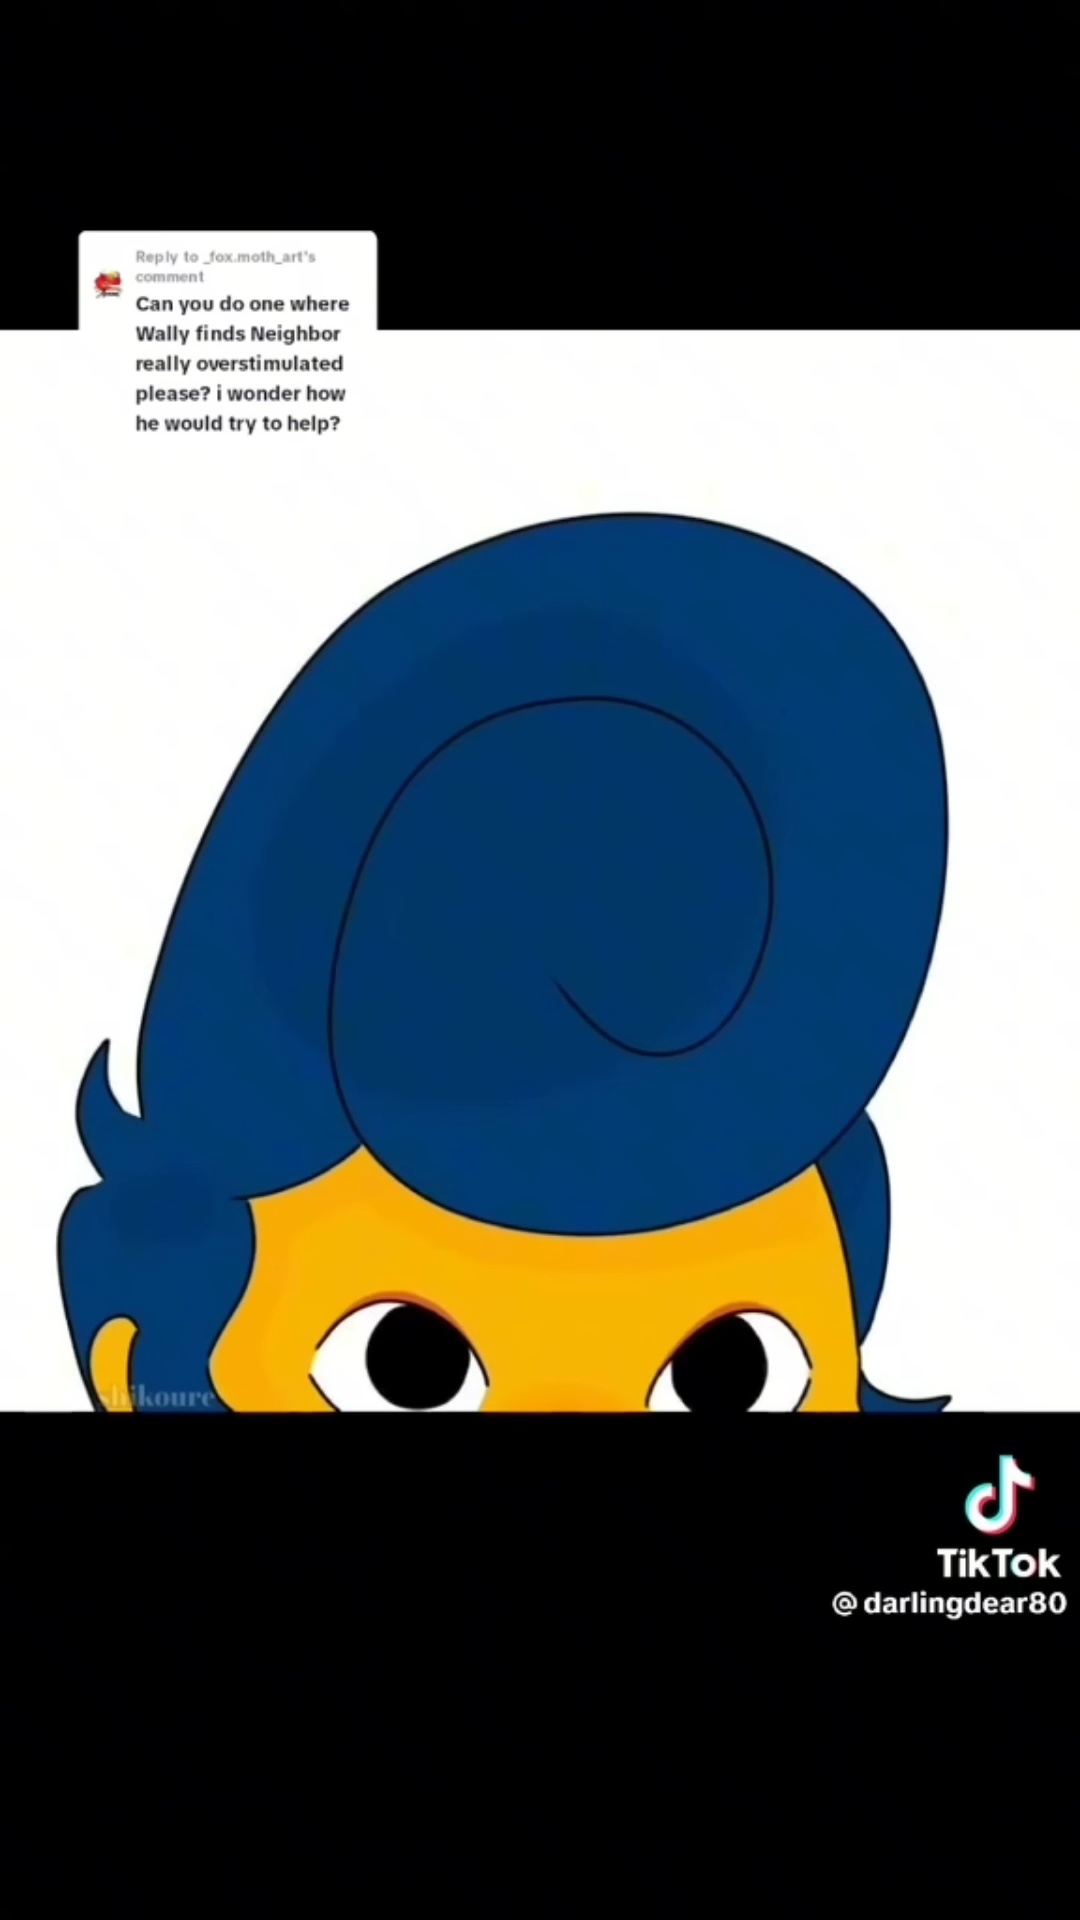 Reply to _fox.moth_art's
comment
Can you do one where
Wally finds Neighbor
really overstimulated
please? i wonder how
he would try to help?
shikoure
TikTok
@darlingdear80